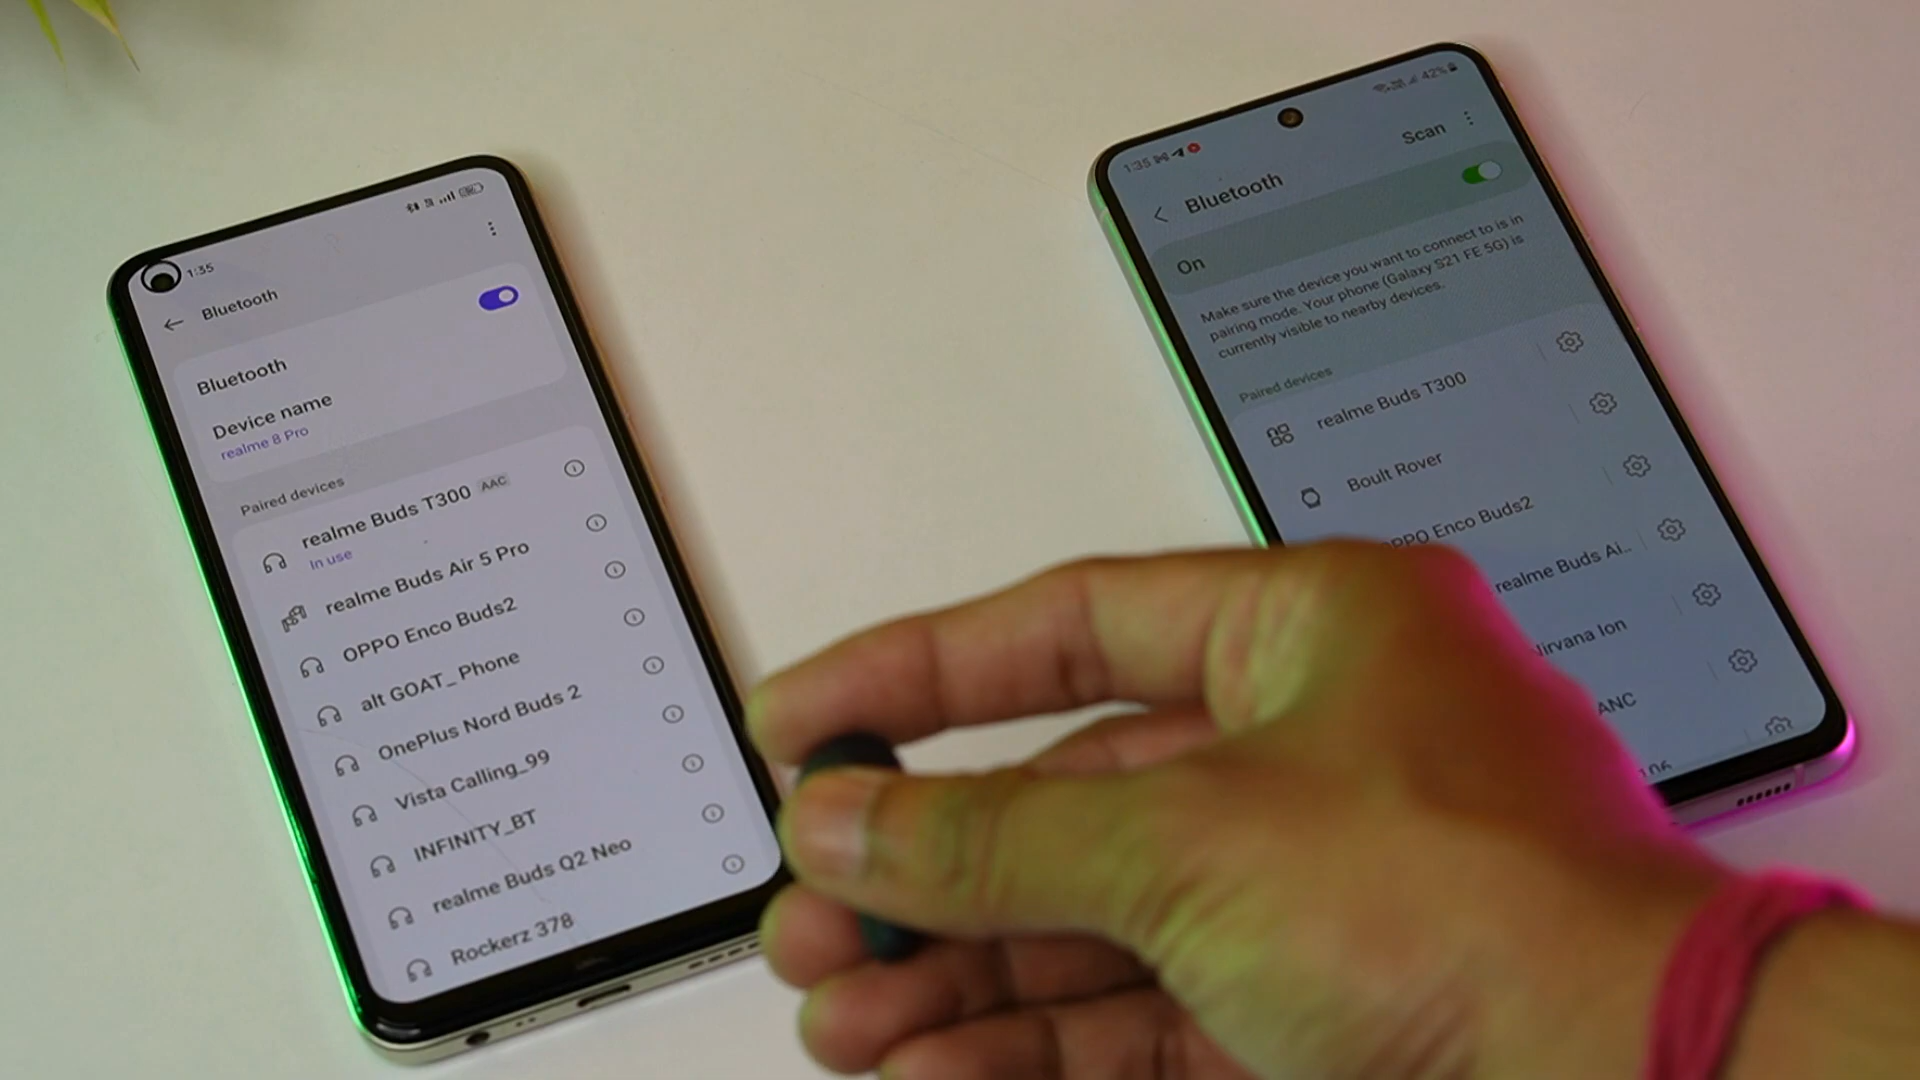 1:35
Bluetooth
Bluetooth
Device name
realme 8 Pro
Paired devices
realme Buds T300 AAC
In use
realme Buds Air 5 Pro
OPPO Enco Buds2
alt GOAT_ Phone
OnePlus Nord Buds 2
Vista Calling_99
INFINITY_BT
realme Buds Q2 Neo
Rockerz 378
1:35
42%
Scan
Bluetooth
On
Make sure the device you want to connect to is in
pairing mode. Your phone (Galaxy S21 FE 5G) is
currently visible to nearby devices.
Paired devices
realme Buds T300
Boult Rover
OPPO Enco Buds2
realme Buds Ai...
Nirvana Ion
ANC